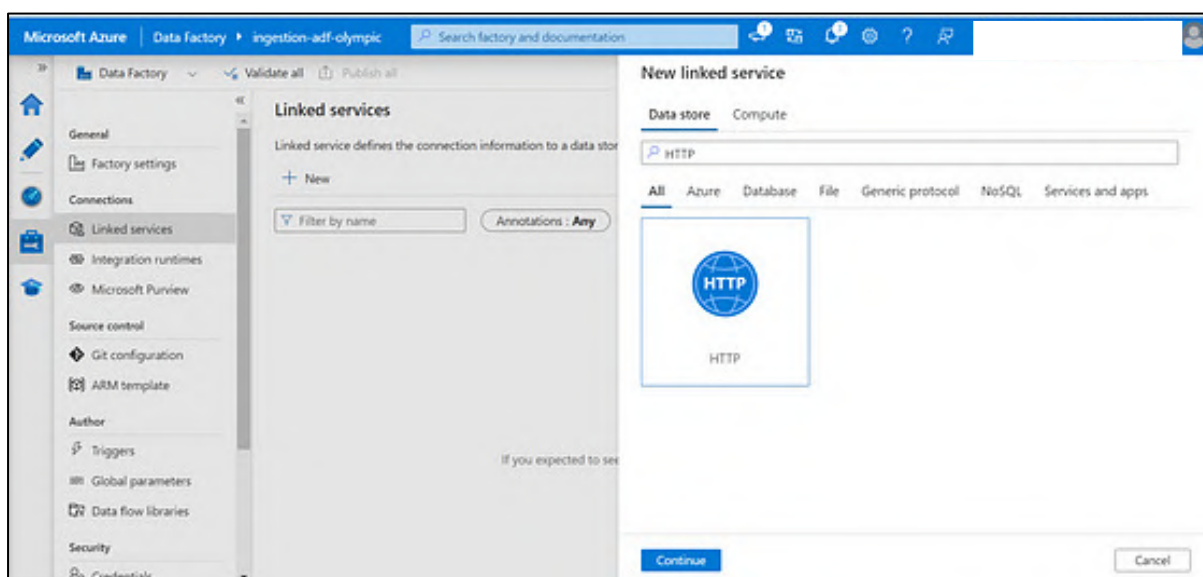 Microsoft Azure Data Factory ingestion-adf-olympic Search factory and documentation
Data Factory Validate all Publish all
General
Factory settings
Connections
Linked services
Integration runtimes
Microsoft Purview
Source control
Git configuration
ARM template
Author
Triggers
Global parameters
Data flow libraries
Security
Credentials
Linked services
Linked service defines the connection information to a data stor
New
Filter by name Annotations : Any
If you expected to see
New linked service
Data store Compute
HTTP
All Azure Database File Generic protocol NoSQL Services and apps
HTTP
HTTP
Continue Cancel